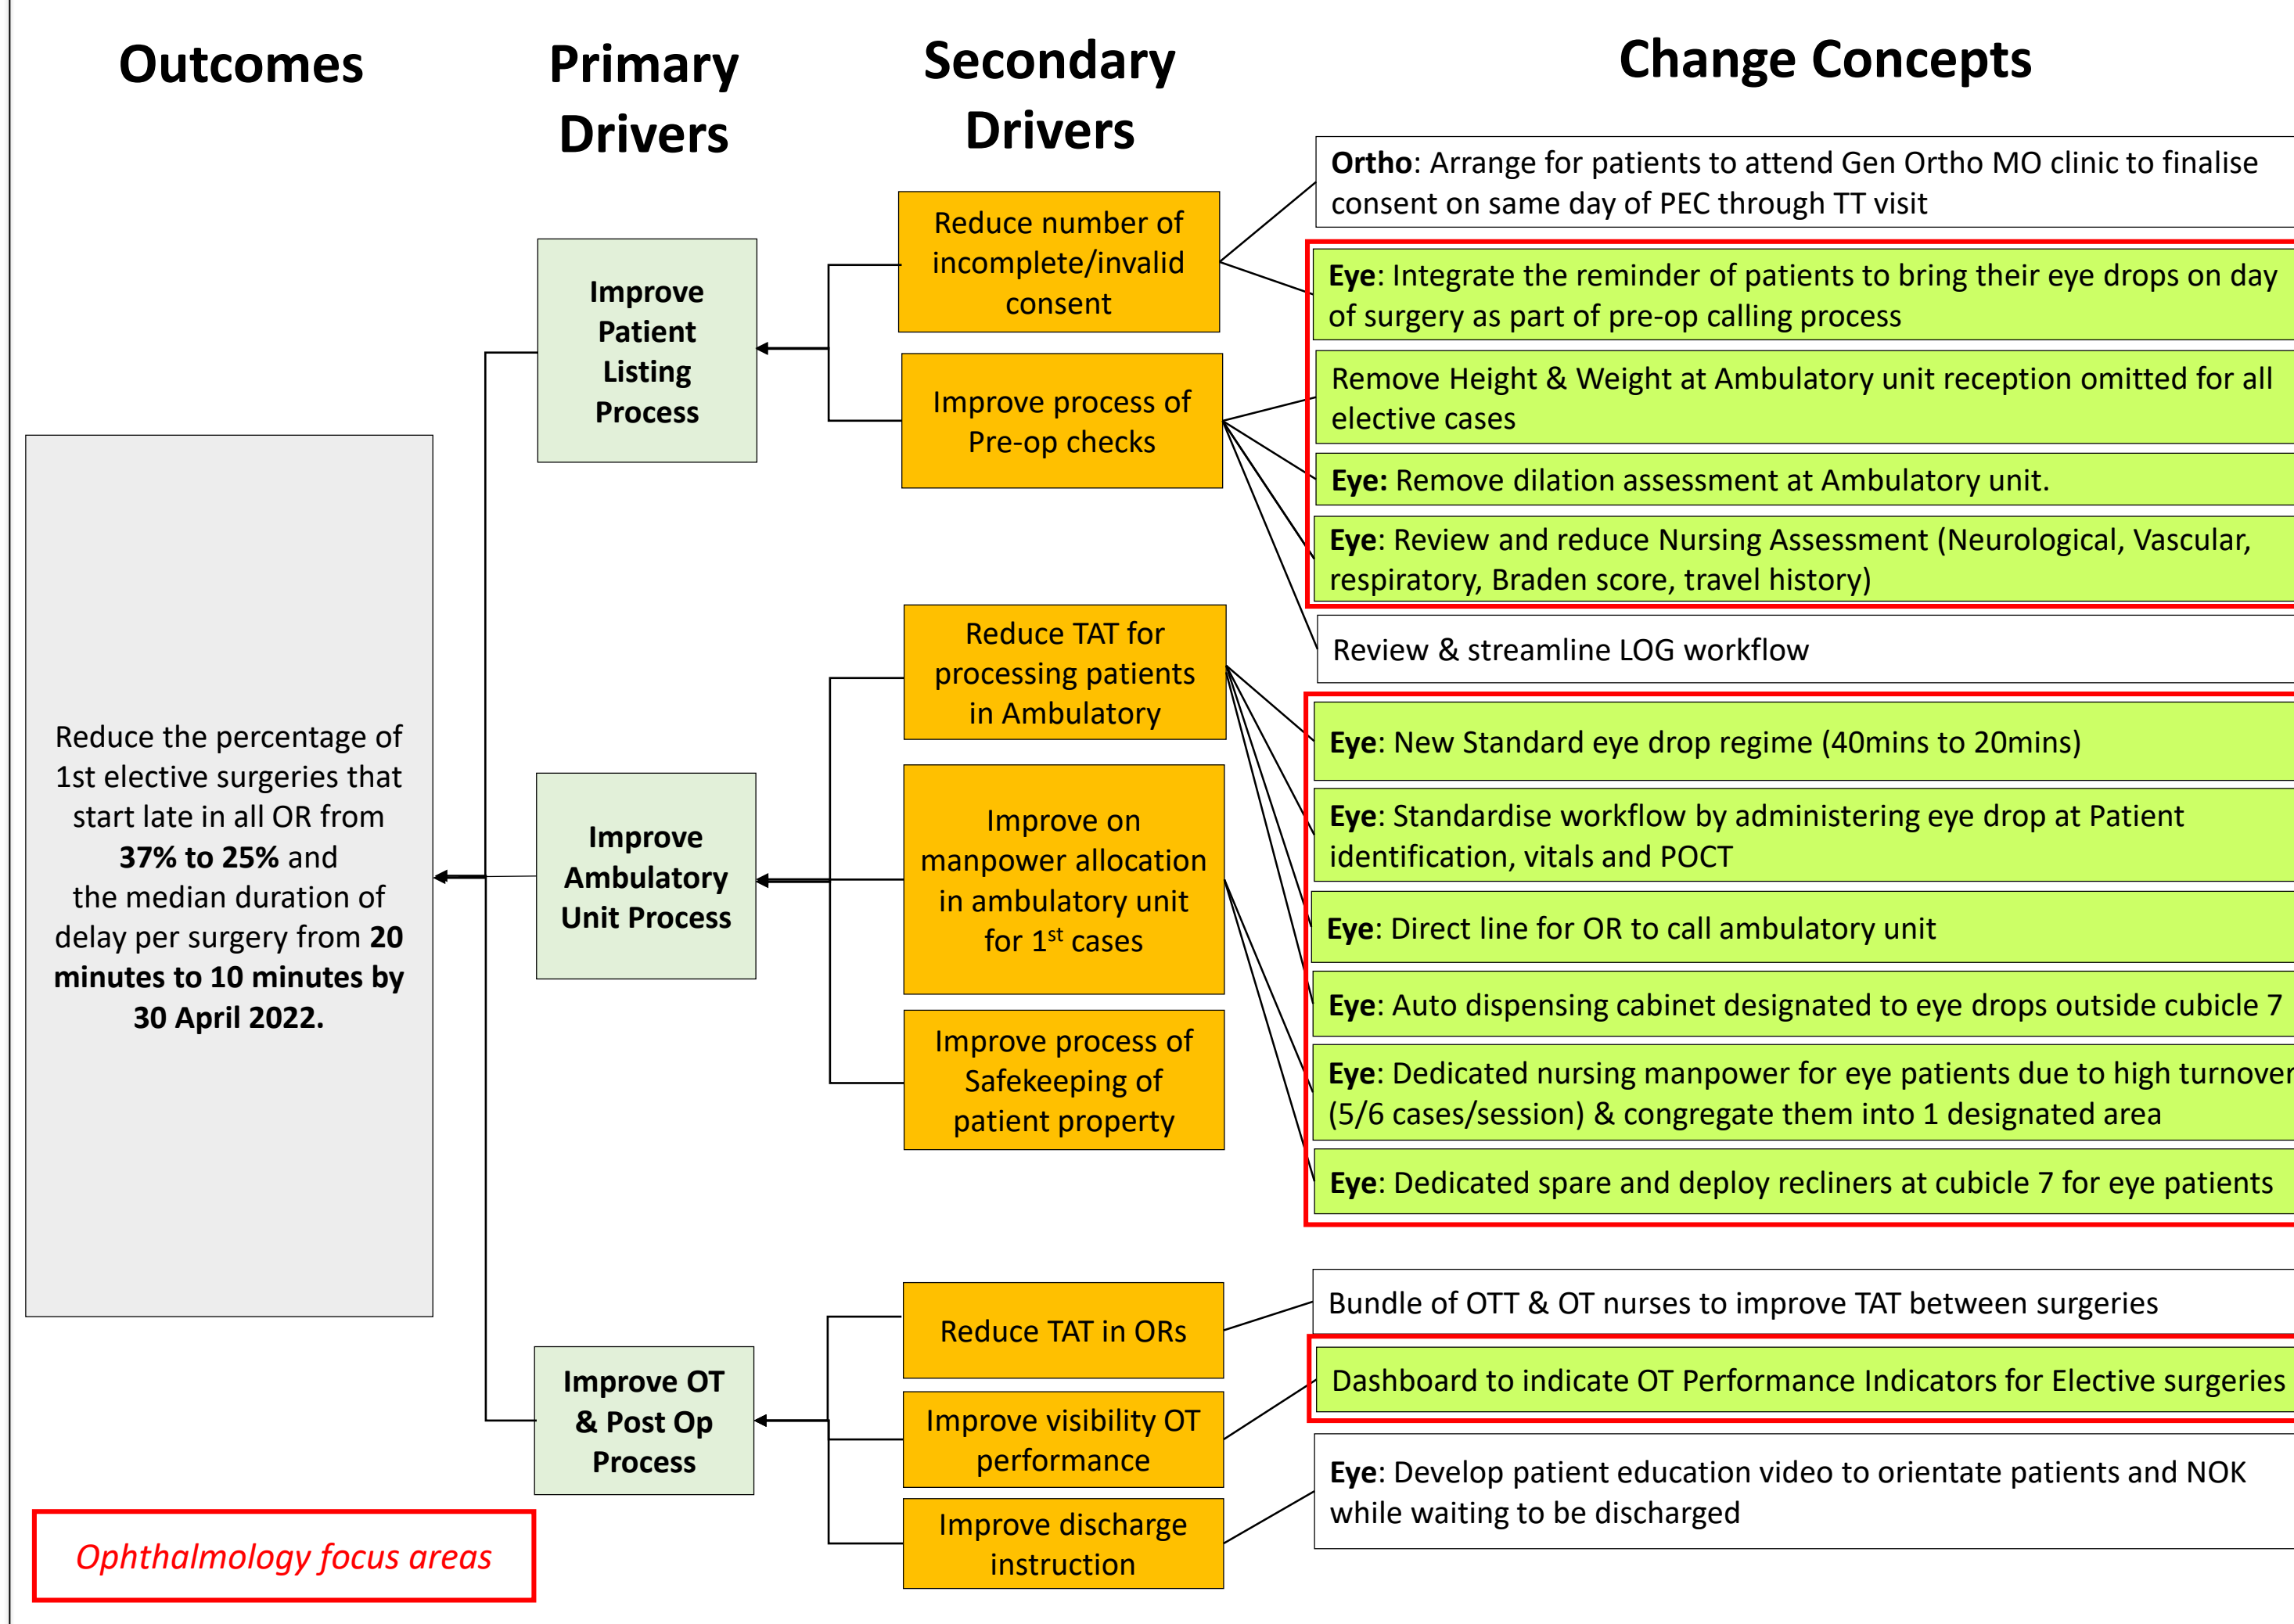 Outcomes
Primary
Drivers
Secondary
Drivers
Change Concepts
Reduce the percentage of
1st elective surgeries that
start late in all OR from
37% to 25% and
the median duration of
delay per surgery from 20
minutes to 10 minutes by
30 April 2022.
Improve
Patient
Listing
Process
Improve
Ambulatory
Unit Process
Improve OT
& Post Op
Process
Reduce number of
incomplete/invalid
consent
Improve process of
Pre-op checks
Reduce TAT for
processing patients
in Ambulatory
Improve on
manpower allocation
in ambulatory unit
for 1st cases
Improve process of
Safekeeping of
patient property
Reduce TAT in ORs
Improve visibility OT
performance
Improve discharge
instruction
Ortho: Arrange for patients to attend Gen Ortho MO clinic to finalise
consent on same day of PEC through TT visit
Eye: Integrate the reminder of patients to bring their eye drops on day
of surgery as part of pre-op calling process
Remove Height & Weight at Ambulatory unit reception omitted for all
elective cases
Eye: Remove dilation assessment at Ambulatory unit.
Eye: Review and reduce Nursing Assessment (Neurological, Vascular,
respiratory, Braden score, travel history)
Review & streamline LOG workflow
Eye: New Standard eye drop regime (40mins to 20mins)
Eye: Standardise workflow by administering eye drop at Patient
identification, vitals and POCT
Eye: Direct line for OR to call ambulatory unit
Eye: Auto dispensing cabinet designated to eye drops outside cubicle 7
Eye: Dedicated nursing manpower for eye patients due to high turnover
(5/6 cases/session) & congregate them into 1 designated area
Eye: Dedicated spare and deploy recliners at cubicle 7 for eye patients
Bundle of OTT & OT nurses to improve TAT between surgeries
Dashboard to indicate OT Performance Indicators for Elective surgeries
Eye: Develop patient education video to orientate patients and NOK
while waiting to be discharged
Ophthalmology focus areas